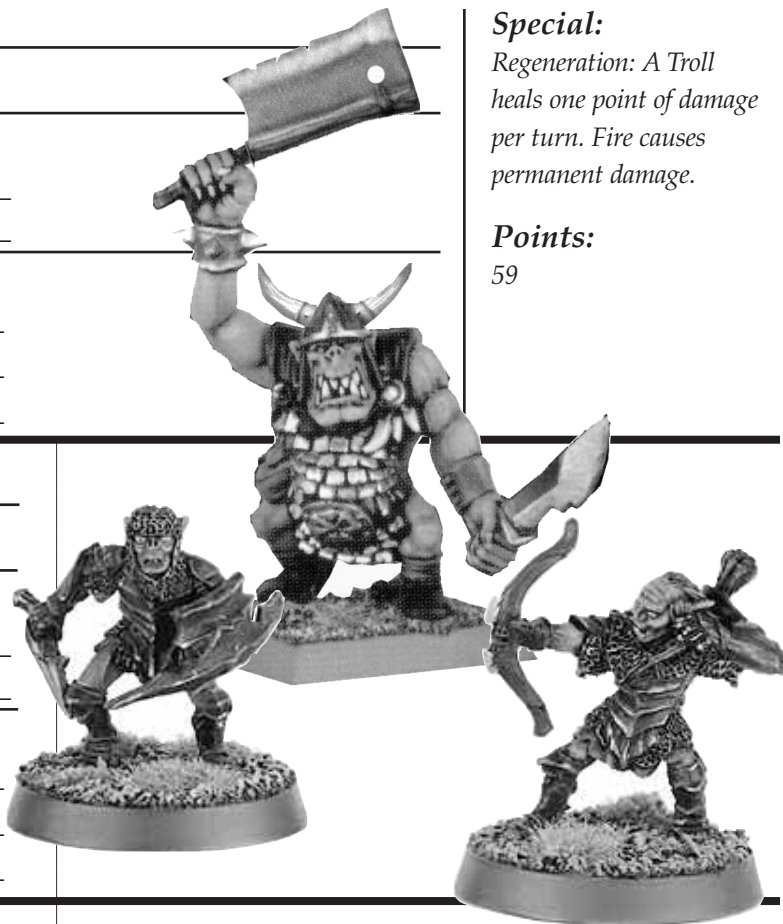 Special:
Regeneration: A Troll
heals one point of damage
per turn. Fire causes
permanent damage.
Points:
59